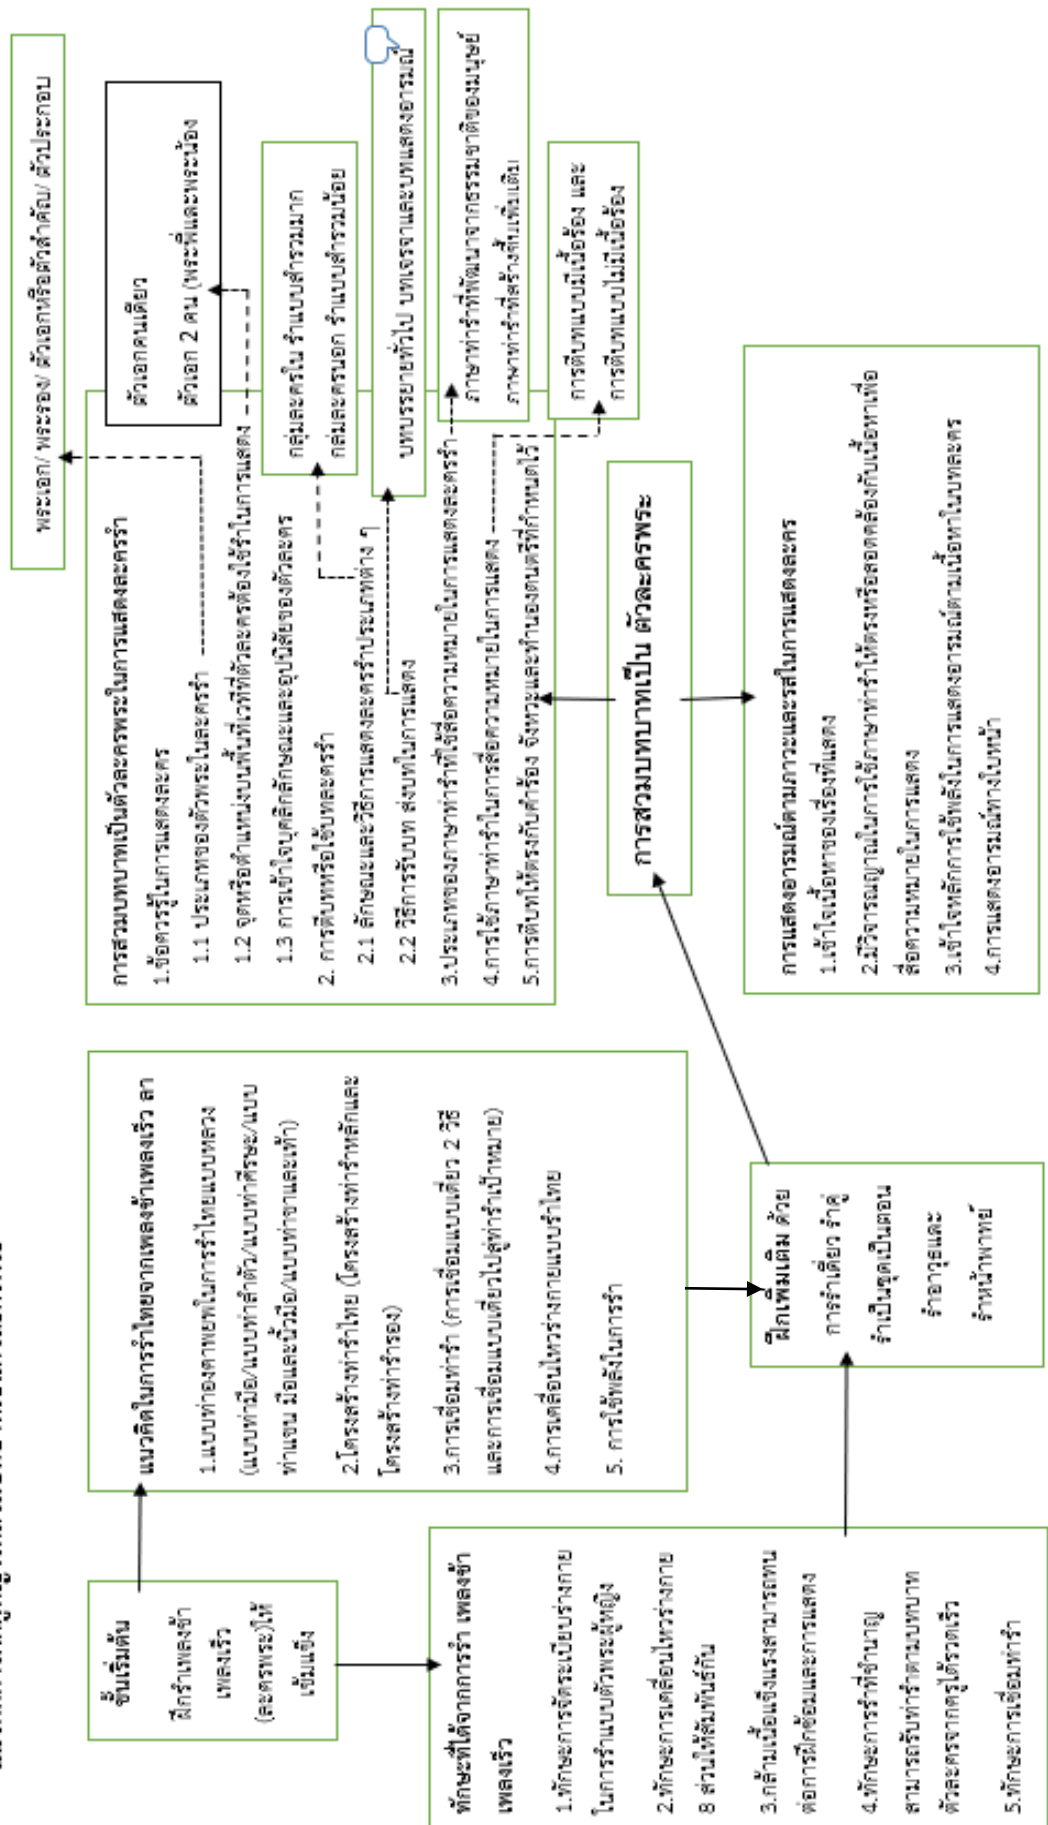 ขั้นเริ่มต้น
ฝึกรำเพลงช้า
เพลงเร็ว
(ละครพระ)ให้
เข้มแข็ง
แนวคิดในการรำไทยจากเพลงช้าเพลงเร็ว ลา
1.แบบท่าองคาพยพในการรำไทยแบบหลวง
(แบบท่ามือ/แบบท่าลำตัว/แบบท่าศีรษะ/แบบ
ท่าแขน มือและนิ้วมือ/แบบท่าขาและเท้า)
2.โครงสร้างท่ารำไทย (โครงสร้างท่ารำหลักและ
โครงสร้างท่ารำรอง)
3.การเชื่อมท่ารำ (การเชื่อมแบบเดี่ยว 2 วิธี
และการเชื่อมแบบเดี่ยวไปสู่ท่ารำเป้าหมาย)
4.การเคลื่อนไหวร่างกายแบบรำไทย
5. การใช้พลังในการรำ
ทักษะที่ได้จากการรำ เพลงช้า
เพลงเร็ว
1.ทักษะการจัดระเบียบร่างกาย
ในการรำแบบตัวพระผู้หญิง
2.ทักษะการเคลื่อนไหวร่างกาย
8 ส่วนให้สัมพันธ์กัน
3.กล้ามเนื้อแข็งแรงสามารถทน
ต่อการฝึกซ้อมและการแสดง
4.ทักษะการรำที่ชำนาญ
สามารถรับท่ารำตามบทบาท
ตัวละครจากครูได้รวดเร็ว
5.ทักษะการเชื่อมท่ารำ
ฝึกเพิ่มเติม ด้วย
การรำเดี่ยว รำคู่
รำเป็นชุดเป็นตอน
รำอาวุธและ
รำหน้าพาทย์
การสวมบทบาทเป็น ตัวละครพระ
การสวมบทบาทเป็นตัวละครพระในการแสดงละครรำ
1.ข้อควรรู้ในการแสดงละคร
1.1 ประเภทของตัวพระในละครรำ
1.2 จุดหรือตำแหน่งบนพื้นที่เวทีที่ตัวละครต้องใช้รำในการแสดง
1.3 การเข้าใจบุคลิกลักษณะและอุปนิสัยของตัวละคร
2. การตีบทหรือใช้บทละครรำ
2.1 ลักษณะและวิธีการแสดงละครรำประเภทต่าง ๆ
2.2 วิธีการรับบท ส่งบทในการแสดง
3.ประเภทของภาษาท่ารำที่ใช้สื่อความหมายในการแสดงละครรำ
4.การใช้ภาษาท่ารำในการสื่อความหมายในการแสดง
5.การตีบทให้ตรงกับคำร้อง จังหวะและทำนองดนตรีที่กำหนดไว้
พระเอก/ พระรอง/ ตัวเอกหรือตัวสำคัญ/ ตัวประกอบ
ตัวเอกคนเดียว
ตัวเอก 2 คน (พระพี่และพระน้อง
กลุ่มละครใน รำแบบสำรวมมาก
กลุ่มละครนอก รำแบบสำรวมน้อย
บทบรรยายทั่วไป บทเจรจาและบทแสดงอารมณ์
ภาษาท่ารำที่พัฒนาจากธรรมชาติของมนุษย์
ภาษาท่ารำที่สร้างขึ้นเพิ่มเติม
การตีบทแบบมีเนื้อร้อง และ
การตีบทแบบไม่มีเนื้อร้อง
การแสดงอารมณ์ตามภาวะและรสในการแสดงละคร
1.เข้าใจเนื้อหาของเรื่องที่แสดง
2.มีวิจารณญาณในการใช้ภาษาท่ารำให้ตรงหรือสอดคล้องกับเนื้อหาเพื่อ
สื่อความหมายในการแสดง
3.เข้าใจหลักการใช้พลังในการแสดงอารมณ์ตามเนื้อหาในบทละคร
4.การแสดงอารมณ์ทางใบหน้า